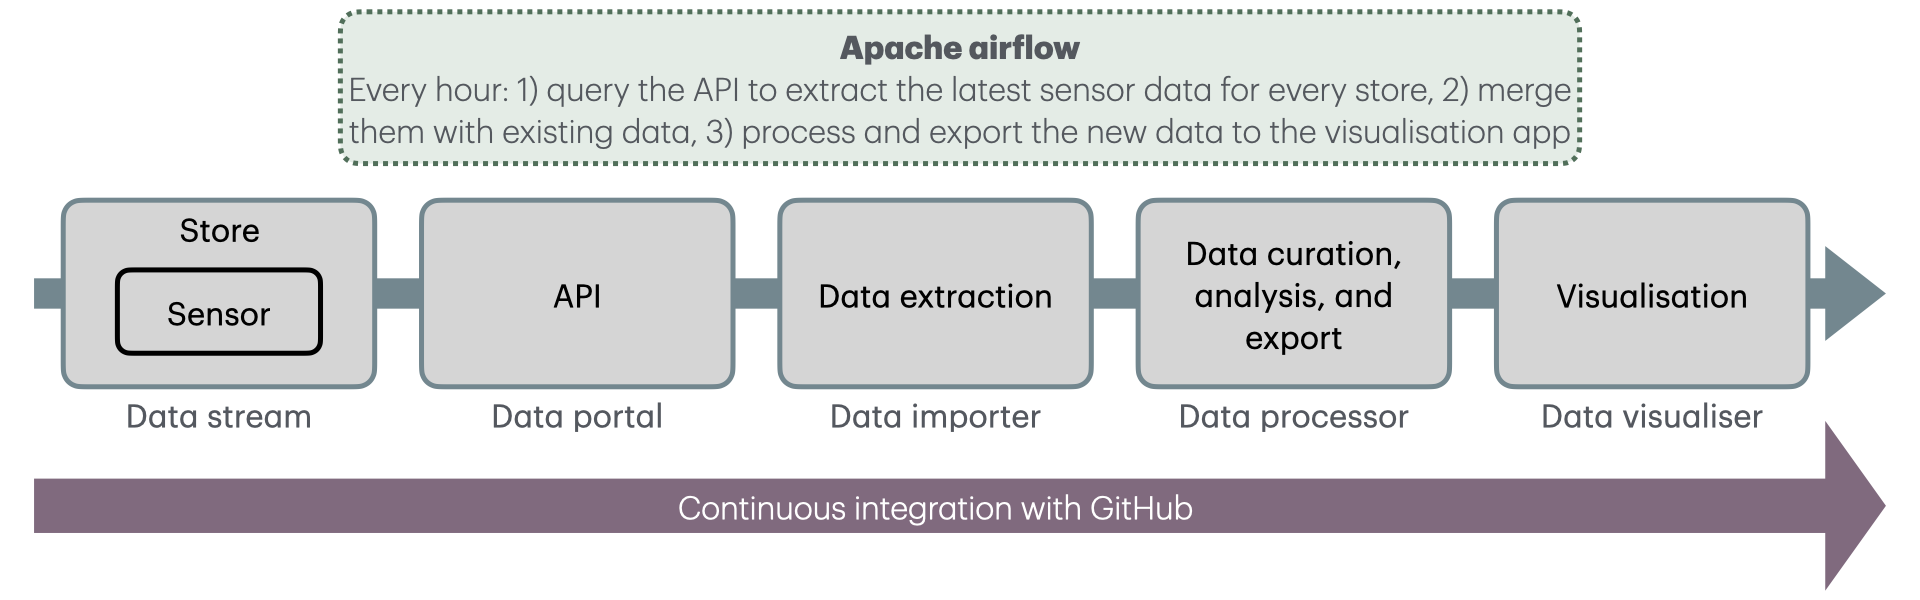 Apache airflow
Every hour: 1) query the API to extract the latest sensor data for every store, 2) merge
them with existing data, 3) process and export the new data to the visualisation app
Store
Sensor
Data stream
API
Data portal
Data extraction
Data importer
Data curation,
analysis, and
export
Data processor
Visualisation
Data visualiser
Continuous integration with GitHub